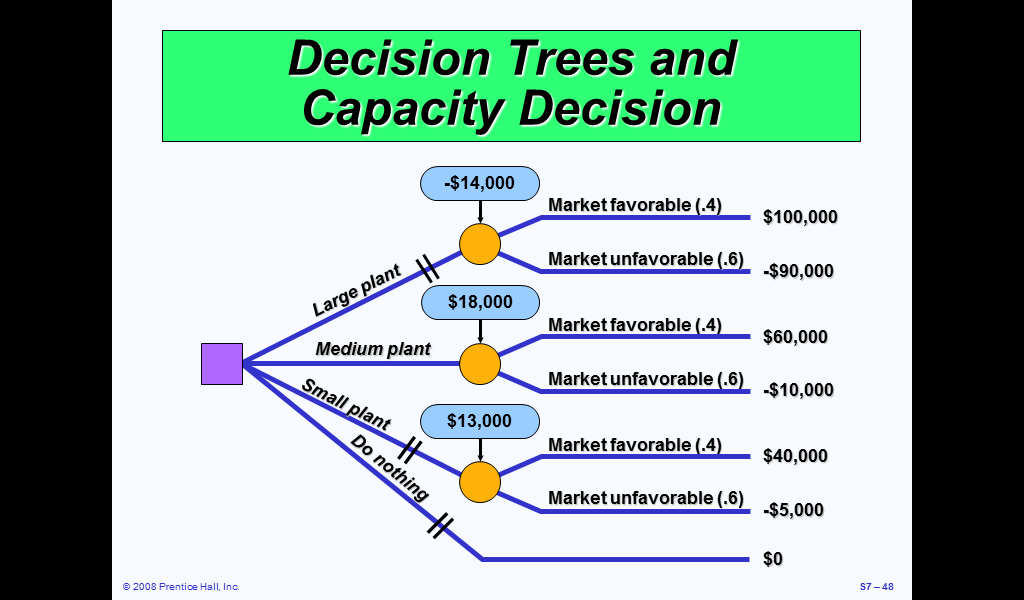 Decision Trees and
Capacity Decision
-$14,000
Market favorable (.4)
$100,000
Market unfavorable (.6)
-$90,000
Large plant
$18,000
Market favorable (.4)
$60,000
Medium plant
Market unfavorable (.6)
-$10,000
Small plant
$13,000
Market favorable (.4)
$40,000
Do nothing
Market unfavorable (.6)
-$5,000
$0
© 2008 Prentice Hall, Inc.
S7 – 48